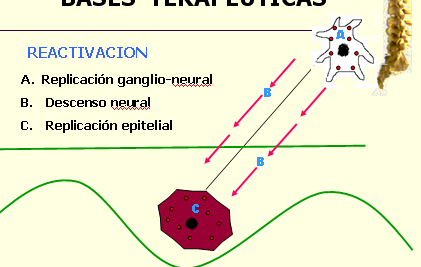 BASES TERAPEUTICAS
A
REACTIVACION
A. Replicación ganglio-neural
B
B. Descenso neural
C. Replicación epitelial
B
C